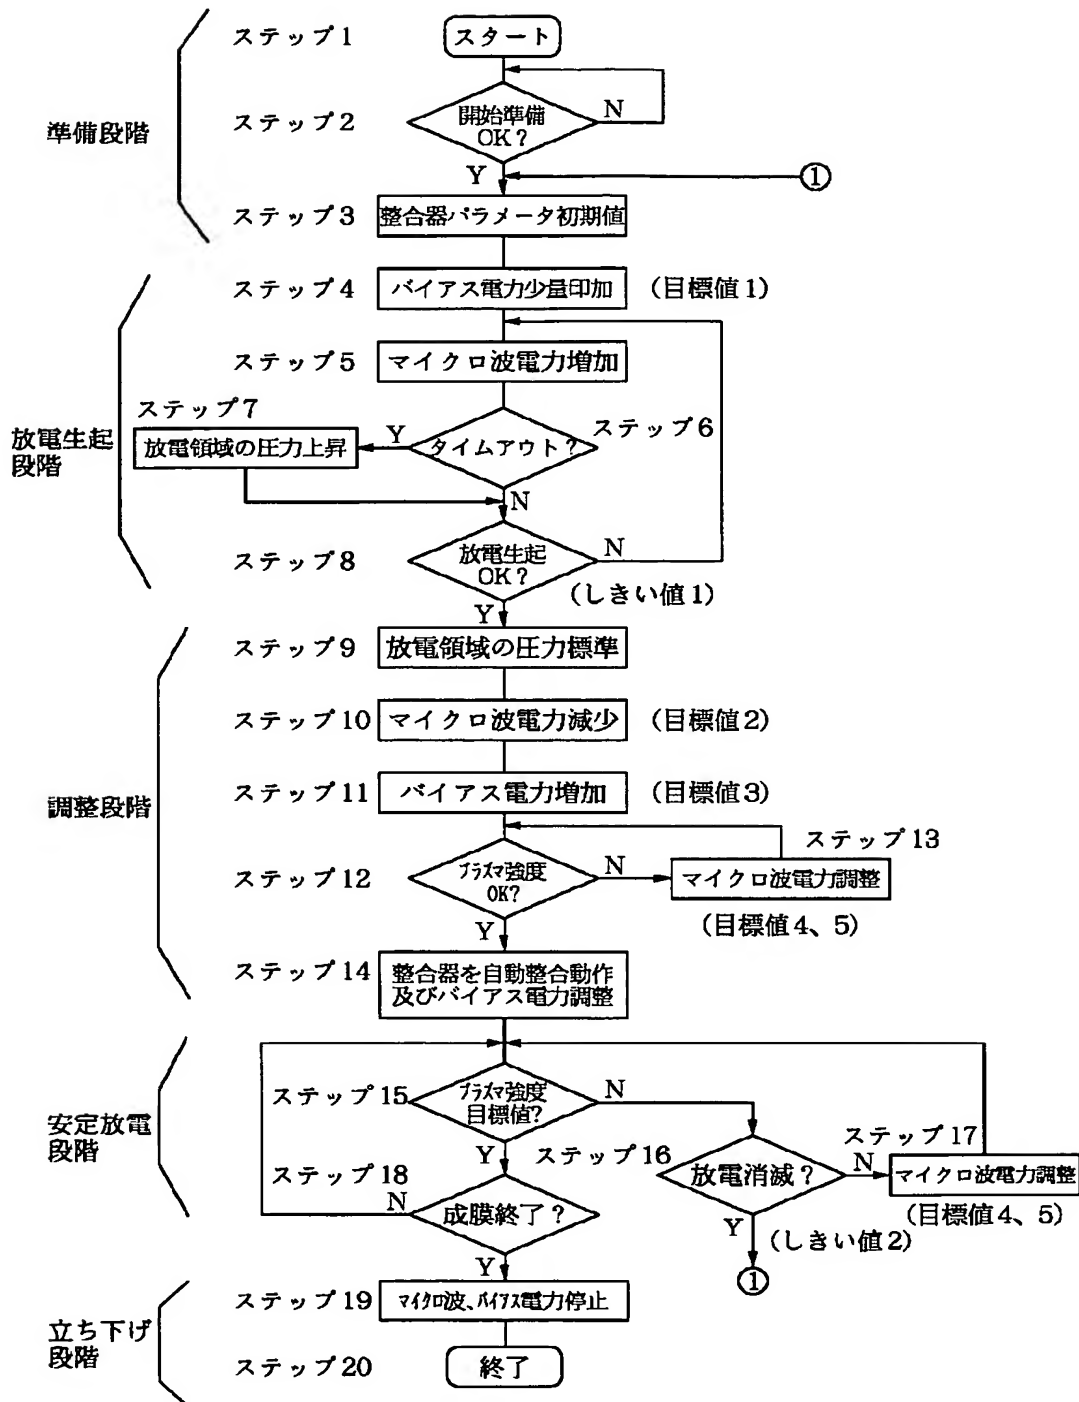 ステップ1
スタート
準備段階
ステップ2
開始準備
OK?
N
Y
①
ステップ3
整合器パラメータ初期値
ステップ4
バイアス電力少量印加
(目標値1)
ステップ5
マイクロ波電力増加
放電生起
段階
ステップ7
放電領域の圧力上昇
Y
タイムアウト?
ステップ6
N
ステップ8
放電生起
OK?
N
(しきい値1)
Y
調整段階
ステップ9
放電領域の圧力標準
ステップ10
マイクロ波電力減少
(目標値2)
ステップ11
バイアス電力増加
(目標値3)
ステップ12
プラズマ強度
OK?
N
ステップ13
マイクロ波電力調整
(目標値4、5)
Y
ステップ14
整合器を自動整合動作
及びバイアス電力調整
安定放電
段階
ステップ15
プラズマ強度
目標値?
N
Y
ステップ16
放電消滅?
N
ステップ17
マイクロ波電力調整
(目標値4、5)
Y
(しきい値2)
①
ステップ18
N
成膜終了?
Y
立ち下げ
段階
ステップ19
マイクロ波、バイアス電力停止
ステップ20
終了